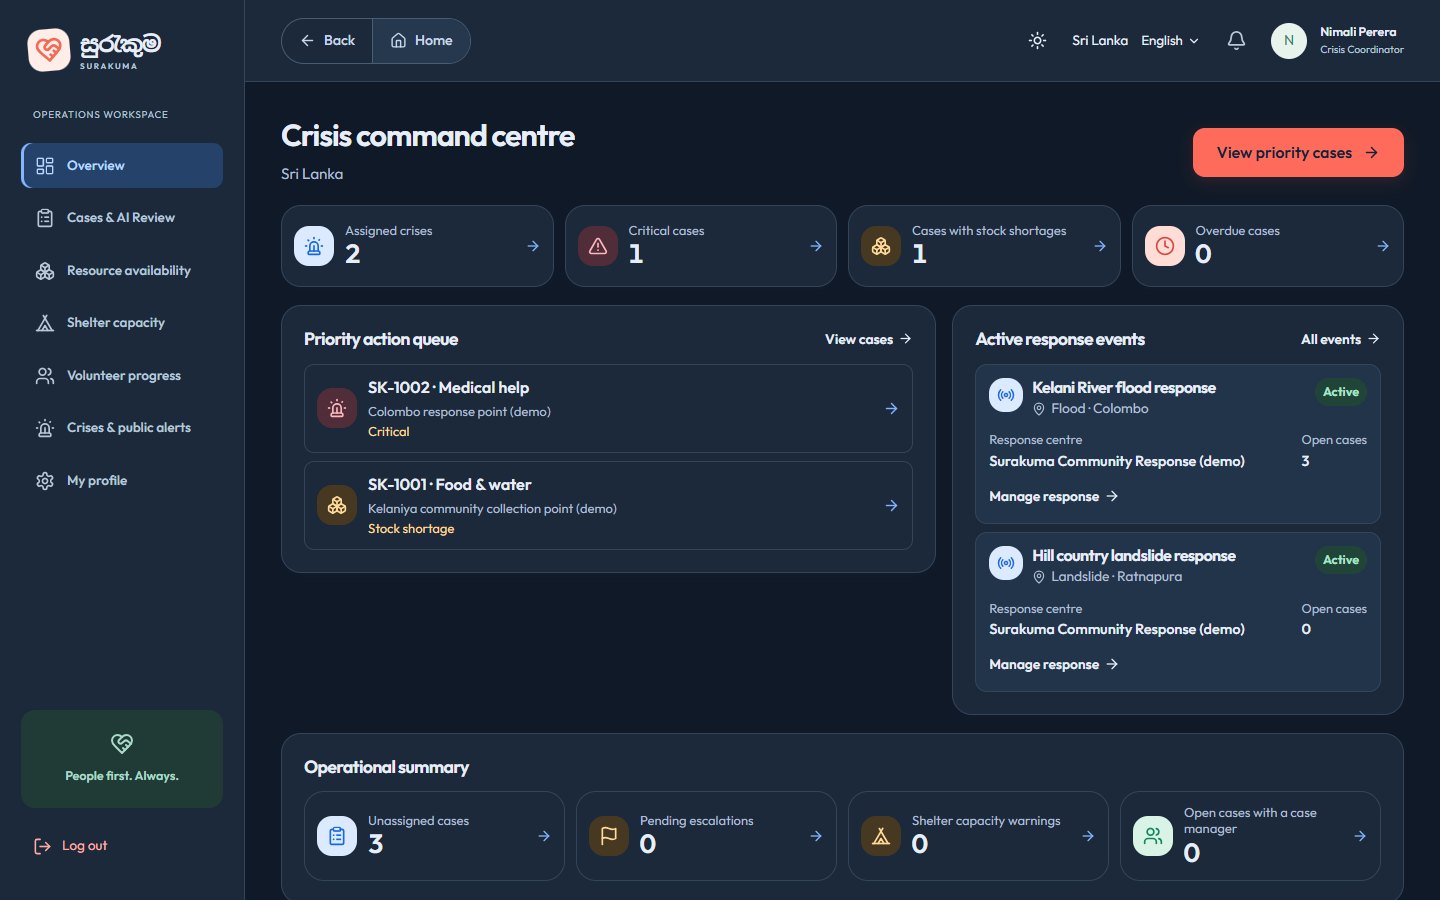 සුරැකුම
SURAKUMA
OPERATIONS WORKSPACE
Overview
Cases & AI Review
Resource availability
Shelter capacity
Volunteer progress
Crises & public alerts
My profile
People first. Always.
Log out
Back
Home
Sri Lanka
English
N
Nimali Perera
Crisis Coordinator
Crisis command centre
Sri Lanka
View priority cases
Assigned crises
2
Critical cases
1
Cases with stock shortages
1
Overdue cases
0
Priority action queue
View cases
SK-1002 · Medical help
Colombo response point (demo)
Critical
SK-1001 · Food & water
Kelaniya community collection point (demo)
Stock shortage
Active response events
All events
Kelani River flood response
Active
Flood · Colombo
Response centre
Open cases
Surakuma Community Response (demo)
3
Manage response
Hill country landslide response
Active
Landslide · Ratnapura
Response centre
Open cases
Surakuma Community Response (demo)
0
Manage response
Operational summary
Unassigned cases
3
Pending escalations
0
Shelter capacity warnings
0
Open cases with a case
manager
0